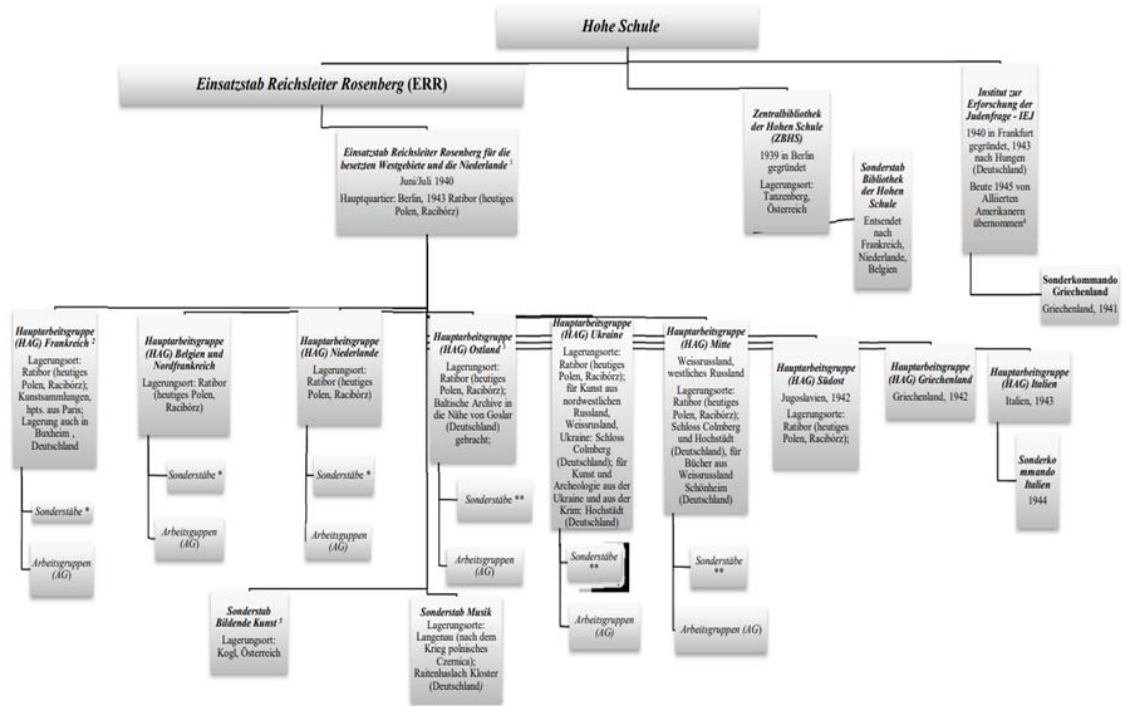 Hohe Schule
Einsatzstab Reichsleiter Rosenberg (ERR)
Einsatzstab Reichsleiter Rosenberg für die
besetzten Westgebiete und die Niederlande ¹
Juni/Juli 1940
Hauptquartier: Berlin, 1943 Ratibor (heutiges
Polen, Racibórz)
Zentralbibliothek
der Hohen Schule
(ZBHS)
1939 in Berlin
gegründet
Lagerungsort:
Tanzenberg,
Österreich
Sonderstab
Bibliothek
der Hohen
Schule
Entsendet
nach
Frankreich,
Niederlande,
Belgien
Institut zur
Erforschung der
Judenfrage - IEJ
1940 in Frankfurt
gegründet, 1943
nach Hungen
(Deutschland)
Beute 1945 von
Alliierten
Amerikanern
übernommen⁴
Sonderkommando
Griechenland
Griechenland, 1941
Hauptarbeitsgruppe
(HAG) Frankreich ²
Lagerungsort:
Ratibor (heutiges
Polen, Racibórz);
Kunstsammlungen,
hpts. aus Paris;
Lagerung auch in
Buxheim ,
Deutschland
Sonderstäbe *
Arbeitsguppen
(AG)
Hauptarbeitsgruppe
(HAG) Belgien und
Nordfrankreich
Lagerungsort: Ratibor
(heutiges Polen,
Racibórz)
Sonderstäbe *
Arbeitsguppen
(AG)
Hauptarbeitsgruppe
(HAG) Niederlande
Lagerungsort:
Ratibor (heutiges
Polen, Racibórz)
Sonderstäbe *
Arbeitsguppen
(AG)
Hauptarbeitsgruppe
(HAG) Ostland
Lagerungsort:
Ratibor (heutiges
Polen, Racibórz);
Baltische Archive in
die Nähe von Goslar
(Deutschland)
gebracht;
Sonderstäbe **
Arbeitsgruppen
(AG)
Hauptarbeitsgruppe
(HAG) Ukraine
Lagerungsorte:
Ratibor (heutiges
Polen, Racibórz);
für Kunst aus
nordwestlichen
Russland,
Weissrusland,
Ukraine: Schloss
Colmberg
(Deutschland); für
Kunst und
Archeologie aus der
Ukraine und aus der
Krim: Hochstädt
(Deutschland)
Sonderstäbe
**
Arbeitsgruppen
(AG)
Hauptarbeitsgruppe
(HAG) Mitte
Weissrusland,
westliches Russland
Lagerungsorte:
Ratibor (heutiges
Polen, Racibórz);
Schloss Colmberg
und Hochstädt
(Deutschland), für
Bücher aus
Weissrusland
Schönheim
(Deutschland)
Sonderstäbe
**
Arbeitsgruppen (AG)
Hauptarbeitsgruppe
(HAG) Südost
Jugoslavien, 1942
Lagerungsorte:
Ratibor (heutiges
Polen, Racibórz);
Hauptarbeitsgruppe
(HAG) Griechenland
Griechenland, 1942
Hauptarbeitsgruppe
(HAG) Italien
Italien, 1943
Sonderko
mmando
Italien
1944
Sonderstab
Bildende Kunst ⁵
Lagerungsort:
Kogl, Österreich
Sonderstab Musik
Lagerungsorte:
Langenau (nach dem
Krieg polnisches
Czernica);
Raitenhaslach Kloster
(Deutschland)